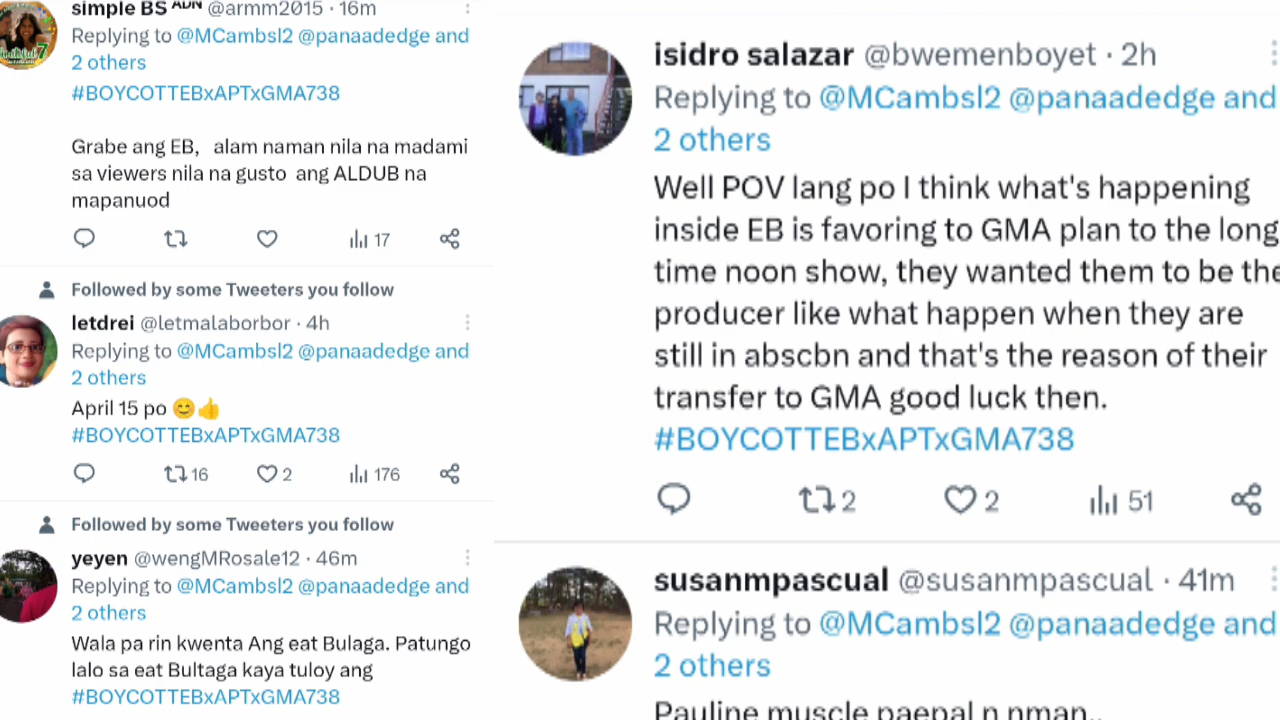 simple BS ᴬᴰᴺ @armm2015 · 16m
Replying to @MCambsl2 @panaadedge and
2 others
#BOYCOTTEBxAPTxGMA738
Grabe ang EB, alam naman nila na madami
sa viewers nila na gusto ang ALDUB na
mapanuod
17
Followed by some Tweeters you follow
letdrei @letmalaborbor · 4h
Replying to @MCambsl2 @panaadedge and
2 others
April 15 po 😊👍
#BOYCOTTEBxAPTxGMA738
16 2 176
Followed by some Tweeters you follow
yeyen @wengMRosale12 · 46m
Replying to @MCambsl2 @panaadedge and
2 others
Wala pa rin kwenta Ang eat Bulaga. Patungo
lalo sa eat Bultaga kaya tuloy ang
#BOYCOTTEBxAPTxGMA738
isidro salazar @bwemenboyet · 2h
Replying to @MCambsl2 @panaadedge and
2 others
Well POV lang po I think what's happening
inside EB is favoring to GMA plan to the long
time noon show, they wanted them to be the
producer like what happen when they are
still in abscbn and that's the reason of their
transfer to GMA good luck then.
#BOYCOTTEBxAPTxGMA738
2 2 51
susanmpascual @susanmpascual · 41m
Replying to @MCambsl2 @panaadedge and
2 others
Pauline muscle paepal n nman..